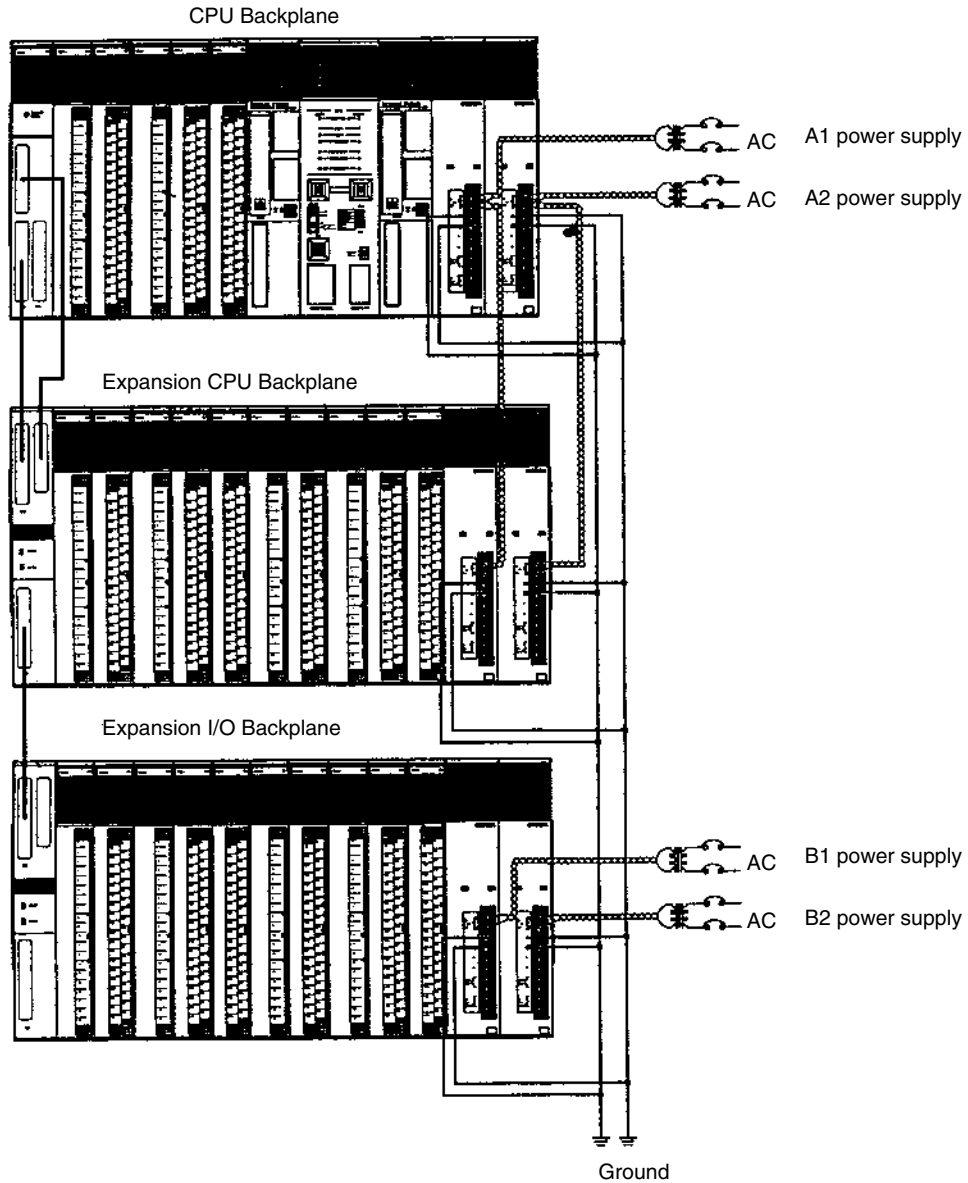 CPU Backplane
AC A1 power supply
AC A2 power supply
Expansion CPU Backplane
Expansion I/O Backplane
AC B1 power supply
AC B2 power supply
Ground